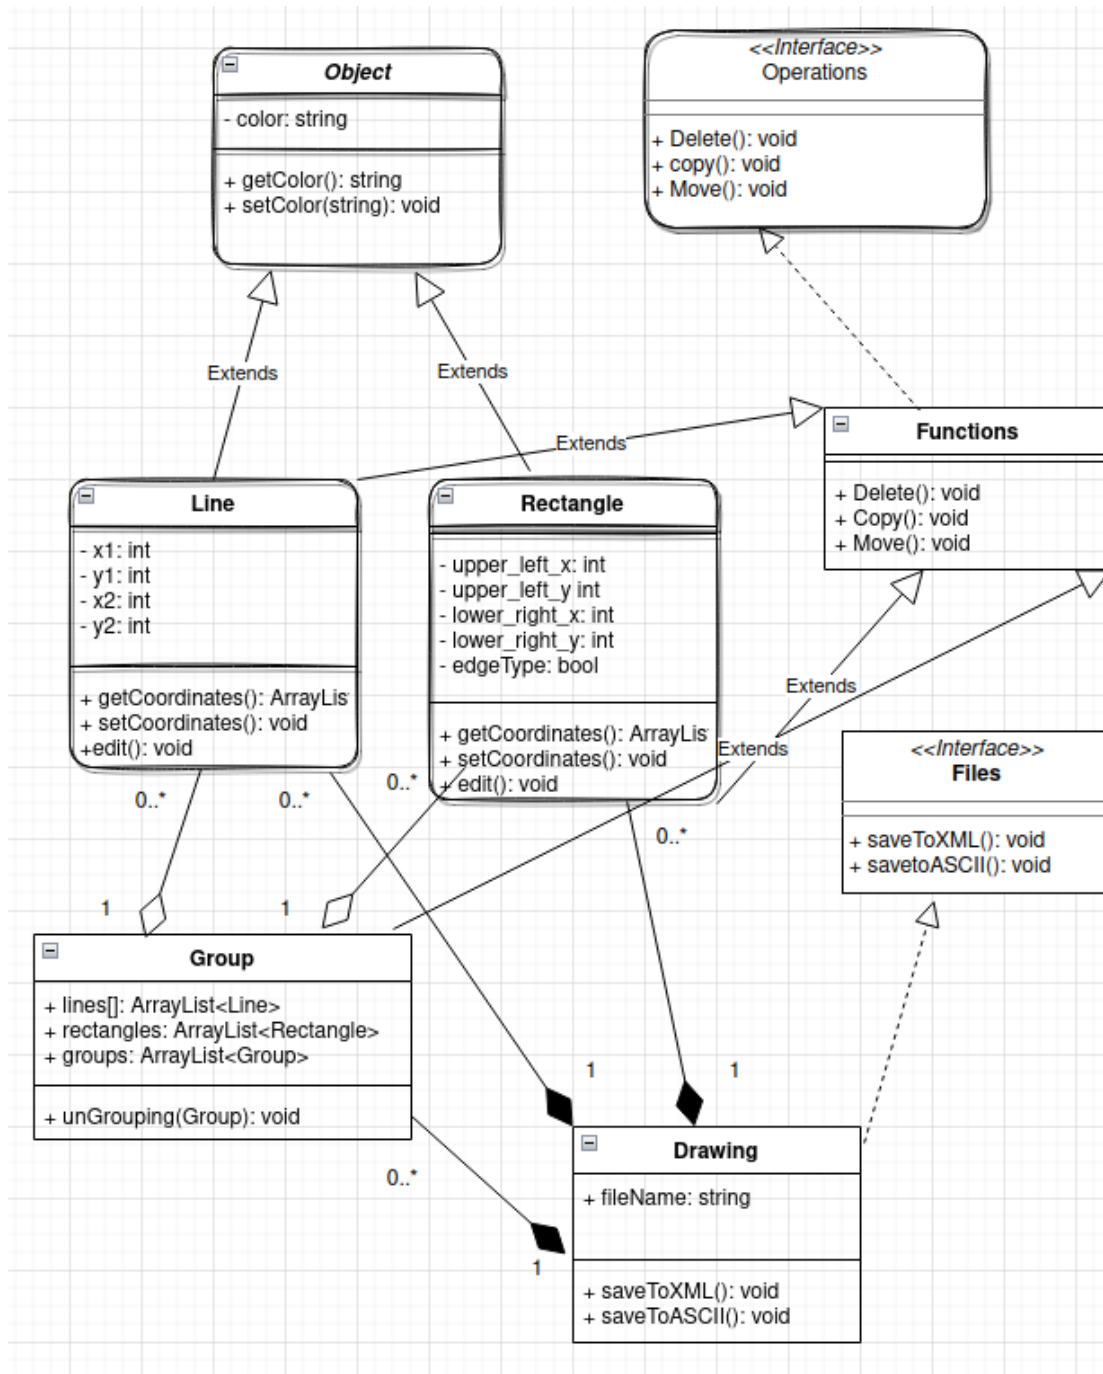 Object
- color: string
+ getColor(): string
+ setColor(string): void
<<Interface>>
Operations
+ Delete(): void
+ copy(): void
+ Move(): void
Extends
Extends
Extends
Functions
+ Delete(): void
+ Copy(): void
+ Move(): void
Line
- x1: int
- y1: int
- x2: int
- y2: int
+ getCoordinates(): ArrayLis
+ setCoordinates(): void
+edit(): void
Rectangle
- upper_left_x: int
- upper_left_y int
- lower_right_x: int
- lower_right_y: int
- edgeType: bool
+ getCoordinates(): ArrayLis
+ setCoordinates(): void
+ edit(): void
Extends
Extends
<<Interface>>
Files
+ saveToXML(): void
+ savetoASCII(): void
0..*
0..*
0..*
0..*
1
1
Group
+ lines[]: ArrayList<Line>
+ rectangles: ArrayList<Rectangle>
+ groups: ArrayList<Group>
+ unGrouping(Group): void
1
1
0..*
1
Drawing
+ fileName: string
+ saveToXML(): void
+ saveToASCII(): void